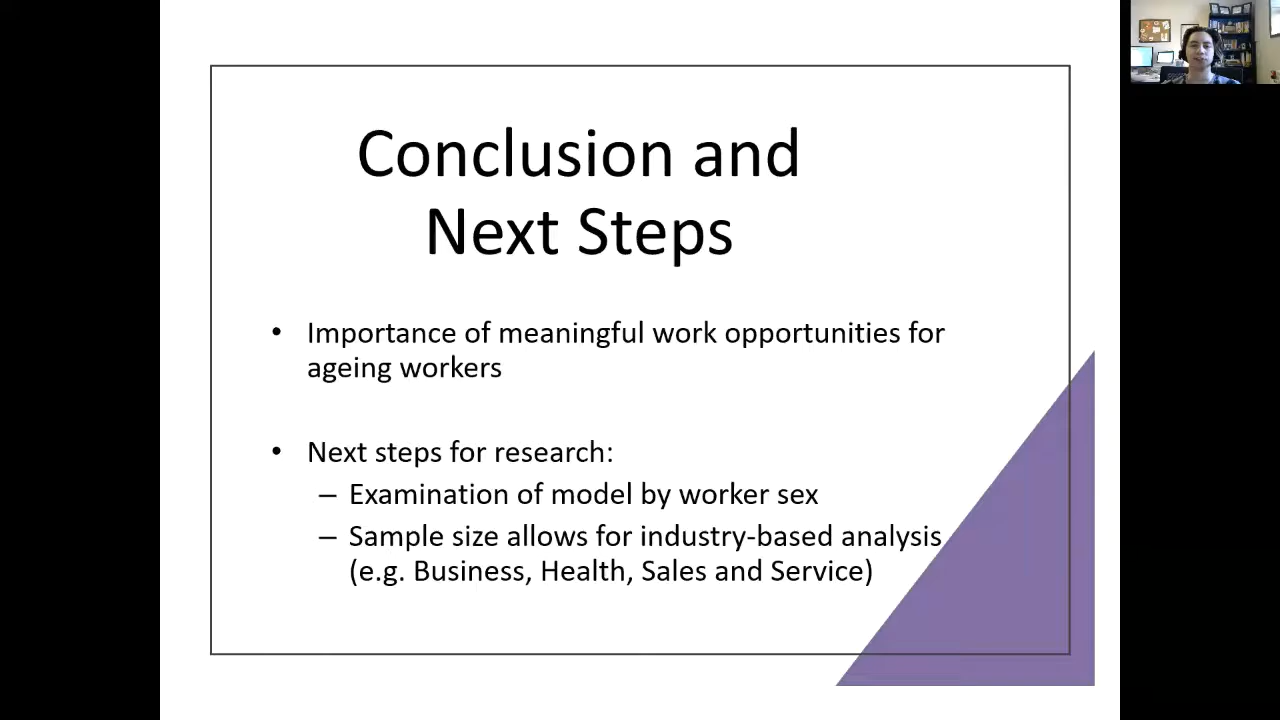 Conclusion and
Next Steps
• Importance of meaningful work opportunities for
ageing workers
• Next steps for research:
– Examination of model by worker sex
– Sample size allows for industry-based analysis
(e.g. Business, Health, Sales and Service)